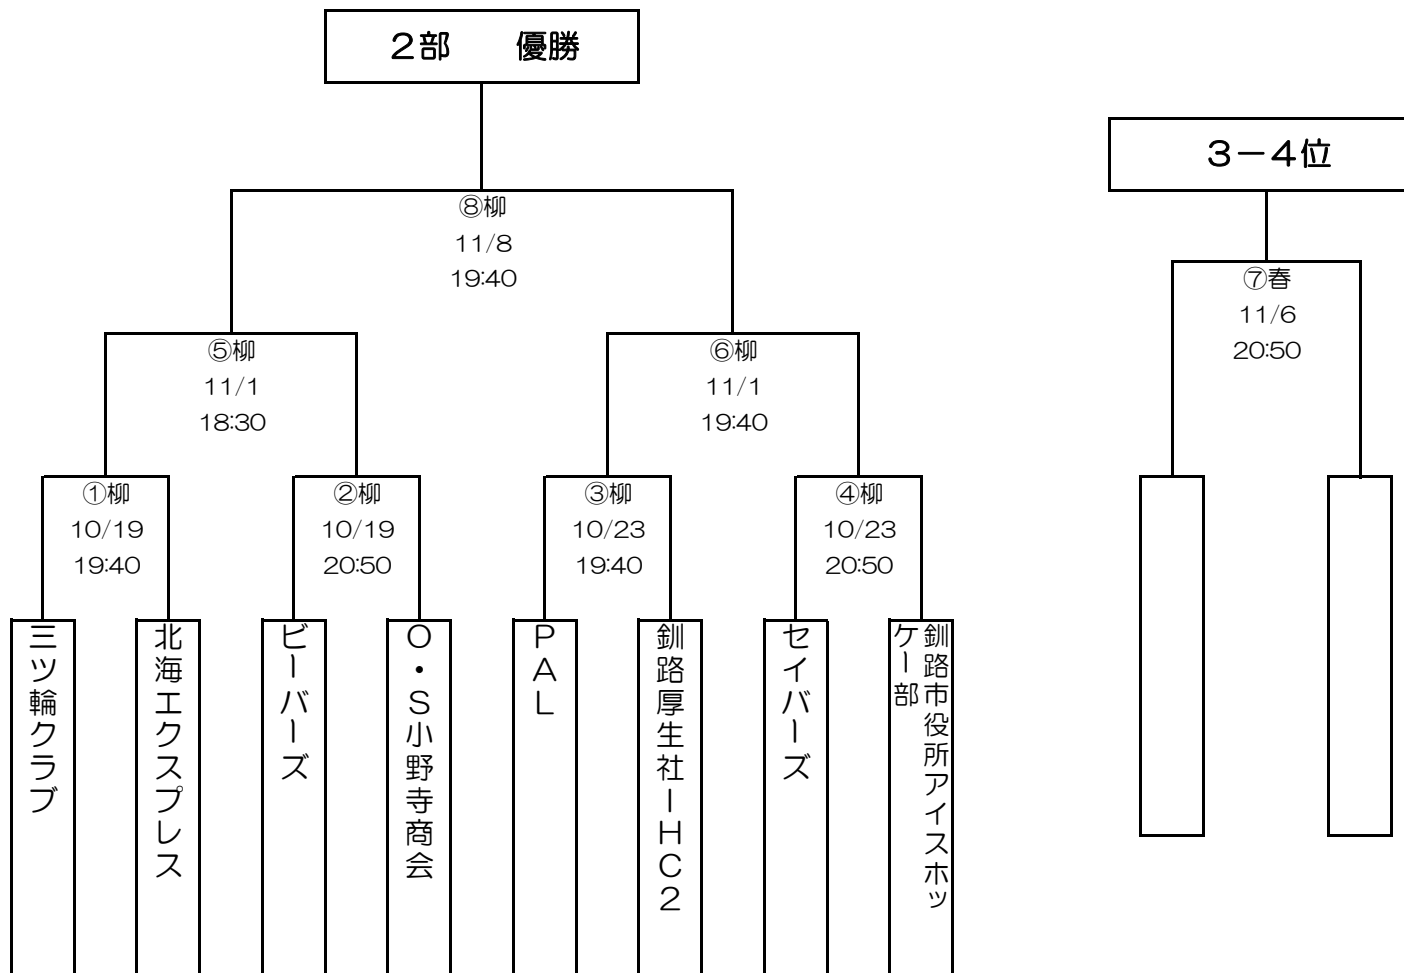 ２部　　優勝
３－４位
⑧柳
11/8
19:40
⑦春
11/6
20:50
⑤柳
11/1
18:30
⑥柳
11/1
19:40
①柳
10/19
19:40
②柳
10/19
20:50
③柳
10/23
19:40
④柳
10/23
20:50
三ツ輪クラブ
北海エクスプレス
ビーバーズ
Ｏ・Ｓ小野寺商会
ＰＡＬ
釧路厚生社ＩＨＣ２
セイバーズ
釧路市役所アイスホッ
ケー部